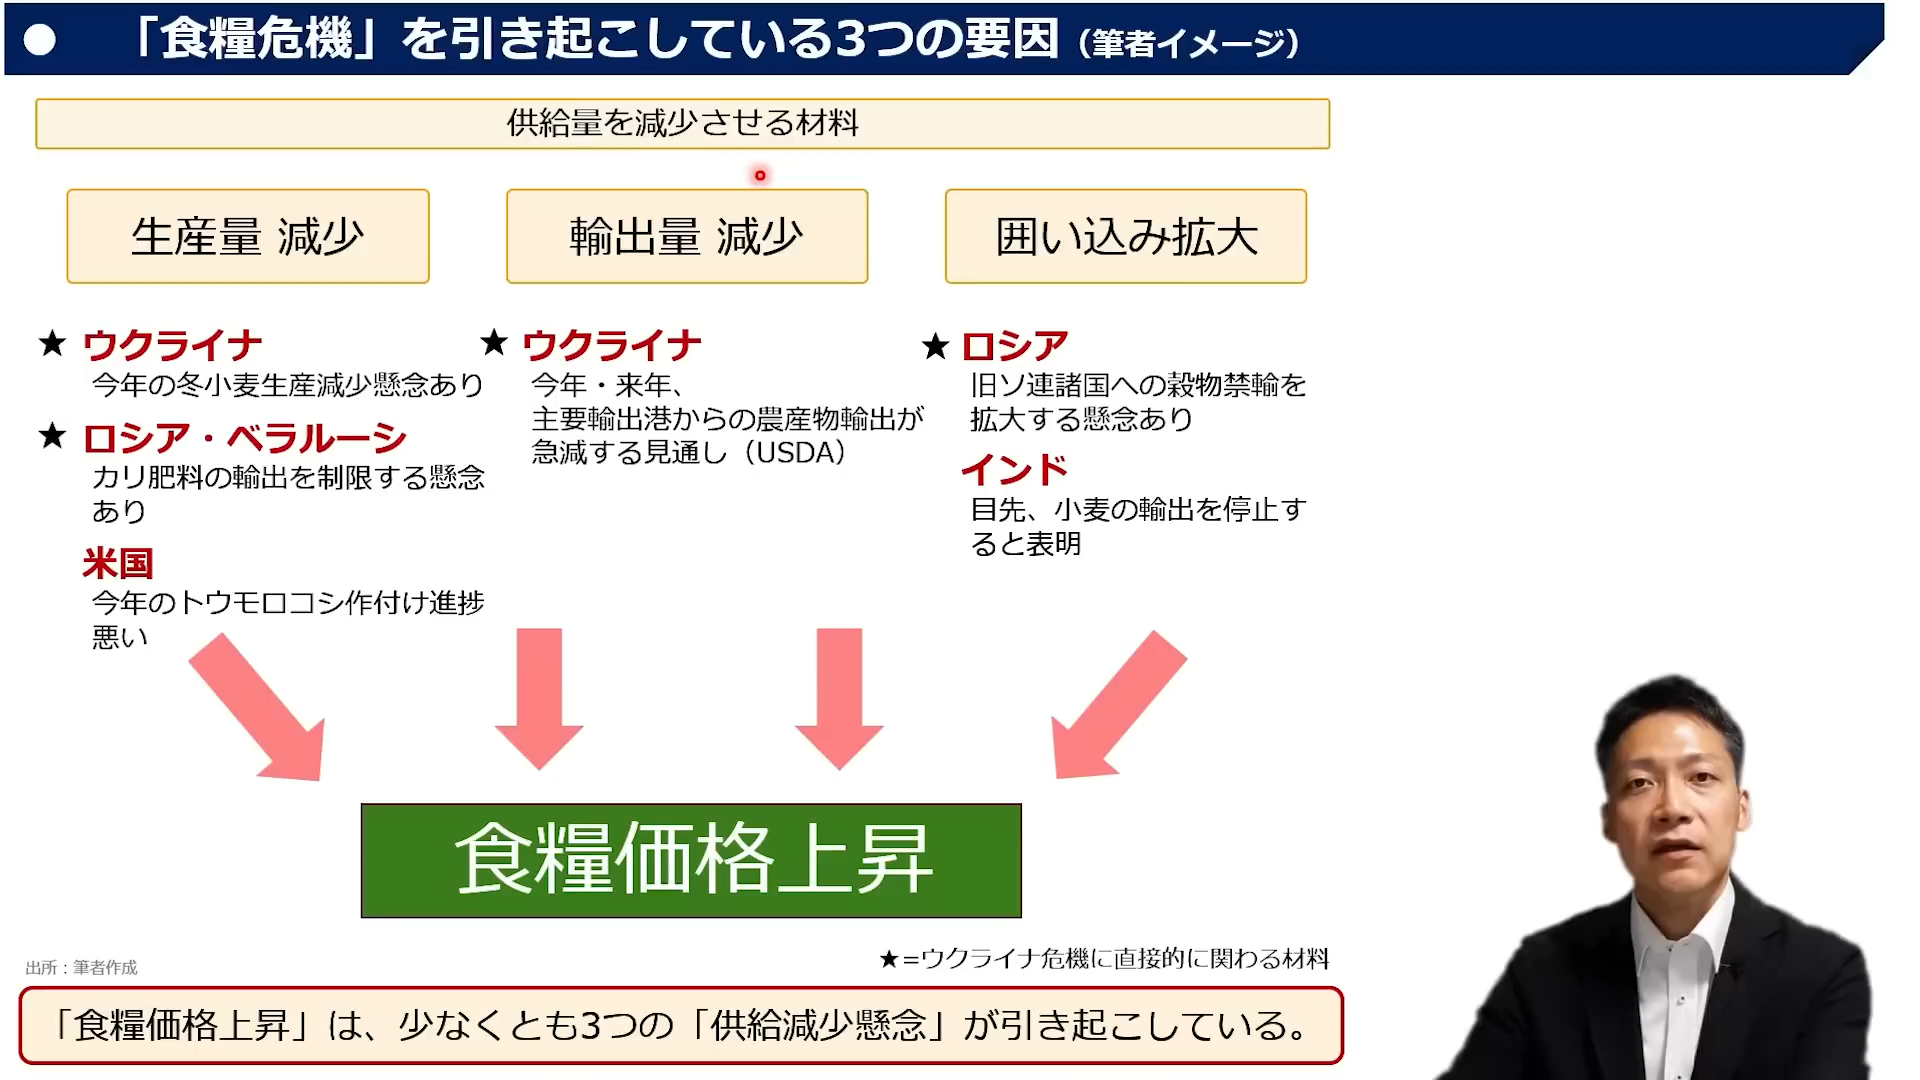 「食糧危機」を引き起こしている3つの要因（筆者イメージ）
供給量を減少させる材料
生産量 減少
輸出量 減少
囲い込み拡大
★ ウクライナ
今年の冬小麦生産減少懸念あり
★ ロシア・ベラルーシ
カリ肥料の輸出を制限する懸念
あり
米国
今年のトウモロコシ作付け進捗
悪い
★ ウクライナ
今年・来年、
主要輸出港からの農産物輸出が
急減する見通し（USDA）
★ ロシア
旧ソ連諸国への穀物禁輸を
拡大する懸念あり
インド
目先、小麦の輸出を停止す
ると表明
食糧価格上昇
★=ウクライナ危機に直接的に関わる材料
出所：筆者作成
「食糧価格上昇」は、少なくとも3つの「供給減少懸念」が引き起こしている。